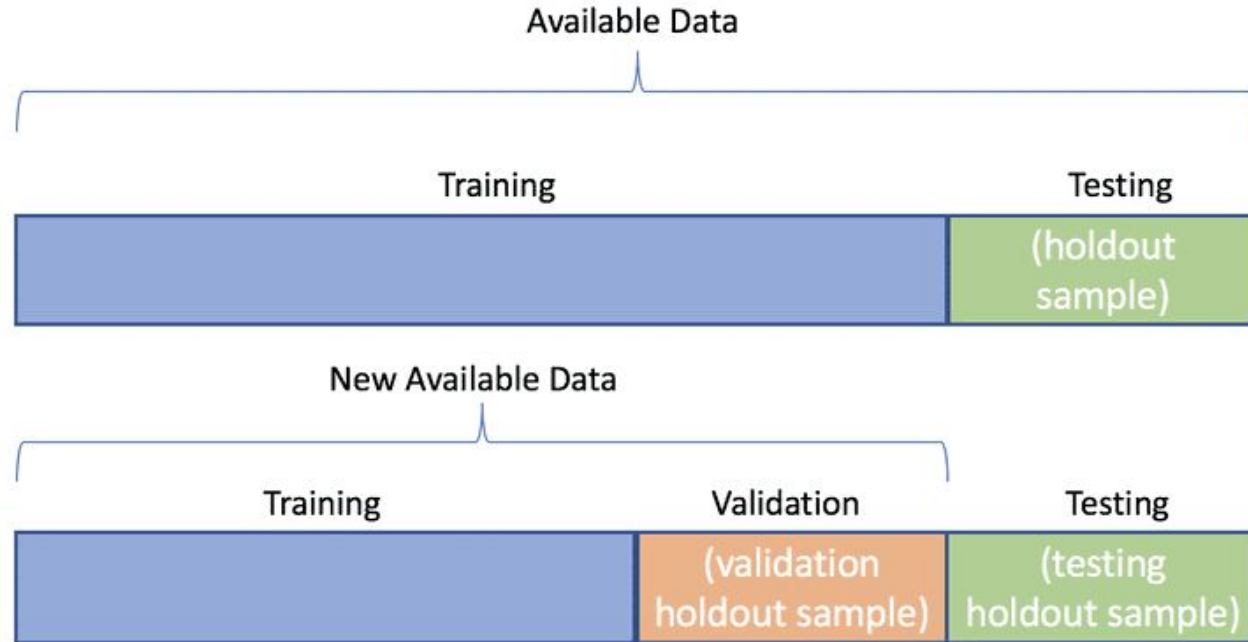 Available Data
Training
Testing
(holdout
sample)
New Available Data
Training
Validation
Testing
(validation
holdout sample)
(testing
holdout sample)